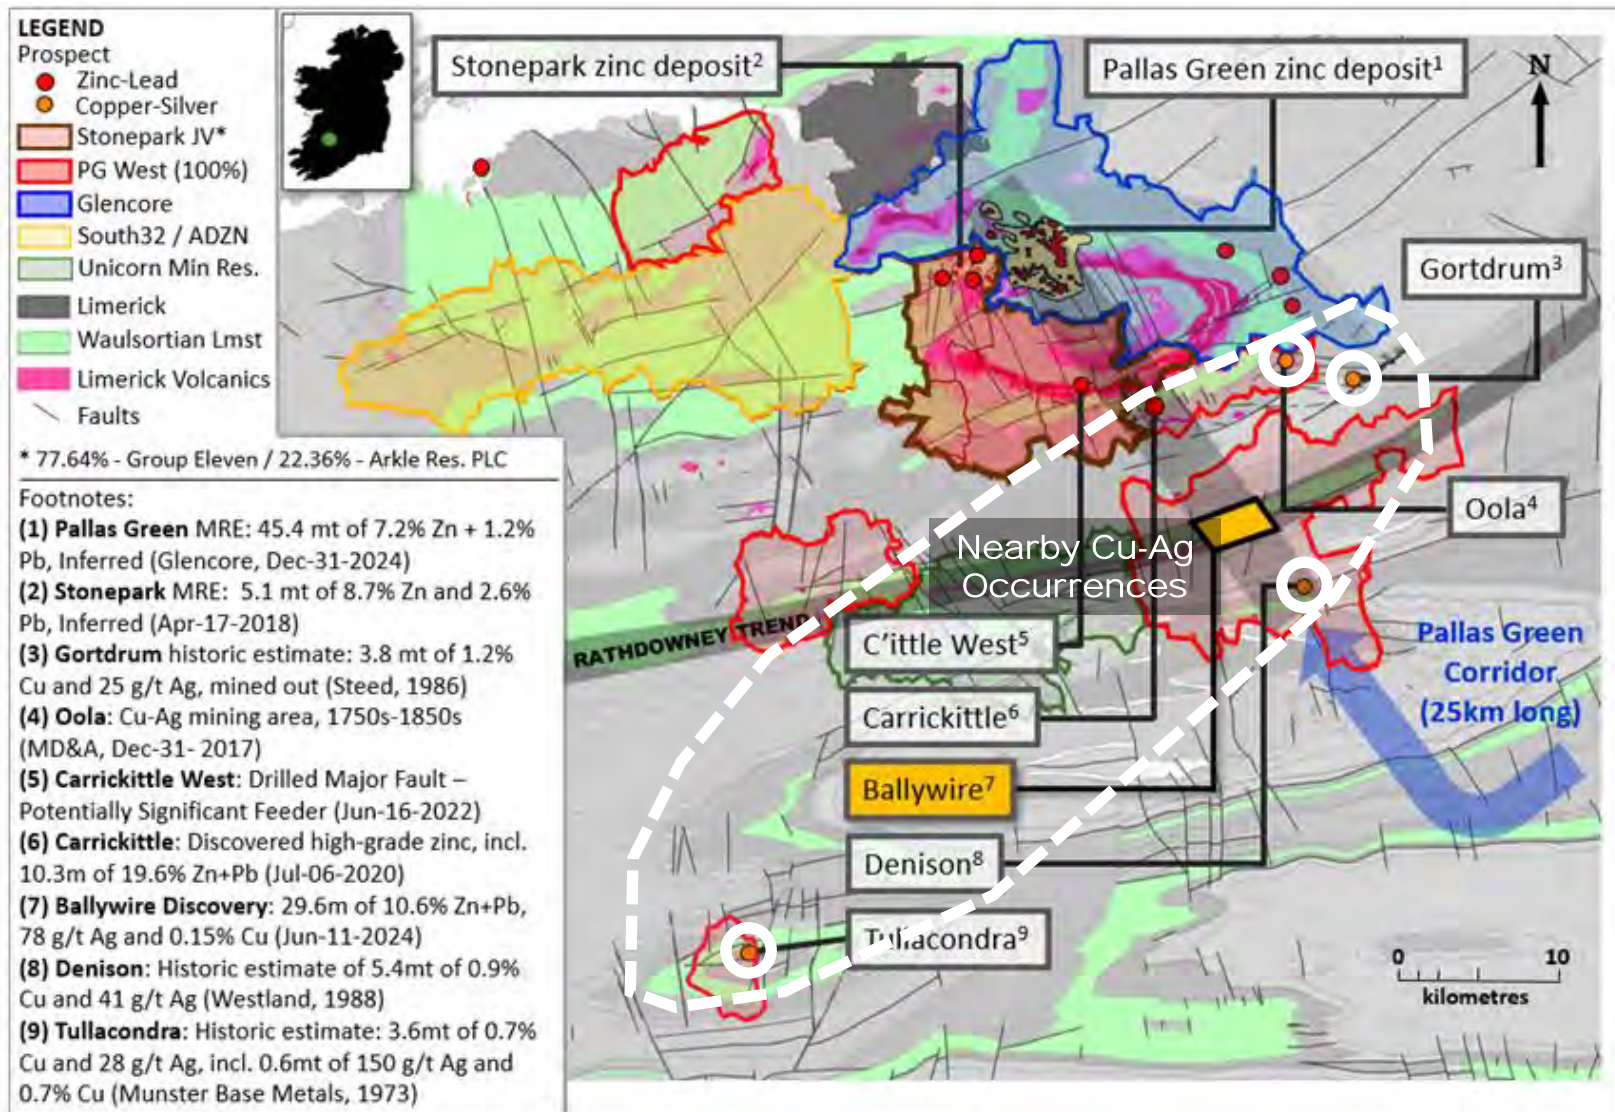 LEGEND
Prospect
Zinc-Lead
Copper-Silver
Stonepark JV*
PG West (100%)
Glencore
South32 / ADZN
Unicorn Min Res.
Limerick
Waulsortian Lmst
Limerick Volcanics
Faults
* 77.64% - Group Eleven / 22.36% - Arkle Res. PLC
Footnotes:
(1) Pallas Green MRE: 45.4 mt of 7.2% Zn + 1.2%
Pb, Inferred (Glencore, Dec-31-2024)
(2) Stonepark MRE: 5.1 mt of 8.7% Zn and 2.6%
Pb, Inferred (Apr-17-2018)
(3) Gortdrum historic estimate: 3.8 mt of 1.2%
Cu and 25 g/t Ag, mined out (Steed, 1986)
(4) Oola: Cu-Ag mining area, 1750s-1850s
(MD&A, Dec-31- 2017)
(5) Carrickittle West: Drilled Major Fault –
Potentially Significant Feeder (Jun-16-2022)
(6) Carrickittle: Discovered high-grade zinc, incl.
10.3m of 19.6% Zn+Pb (Jul-06-2020)
(7) Ballywire Discovery: 29.6m of 10.6% Zn+Pb,
78 g/t Ag and 0.15% Cu (Jun-11-2024)
(8) Denison: Historic estimate of 5.4mt of 0.9%
Cu and 41 g/t Ag (Westland, 1988)
(9) Tullacondra: Historic estimate: 3.6mt of 0.7%
Cu and 28 g/t Ag, incl. 0.6mt of 150 g/t Ag and
0.7% Cu (Munster Base Metals, 1973)
Stonepark zinc deposit²
Pallas Green zinc deposit¹
N
Gortdrum³
Oola⁴
Nearby Cu-Ag
Occurrences
RATHDOWNEY TREND
C'ittle West⁵
Carrickittle⁶
Ballywire⁷
Denison⁸
Tullacondra⁹
Pallas Green
Corridor
(25km long)
0 10
kilometres